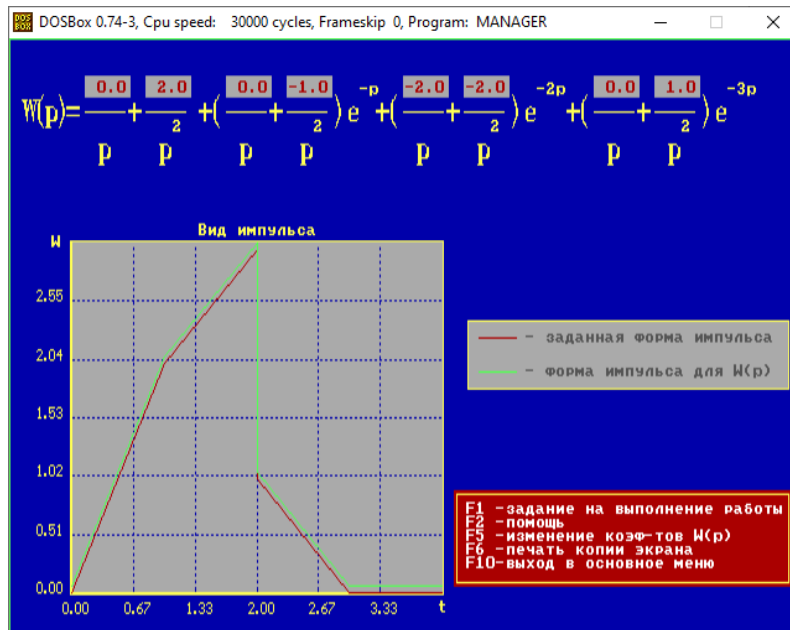 DOSBox 0.74-3, Cpu speed: 30000 cycles, Frameskip 0, Program: MANAGER
W(p)= 0.0/p + 2.0/p² +( 0.0/p + -1.0/p² ) e^-p +( -2.0/p + -2.0/p² ) e^-2p +( 0.0/p + 1.0/p² ) e^-3p
Вид импульса
W
2.55
2.04
1.53
1.02
0.51
0.00
0.00 0.67 1.33 2.00 2.67 3.33 t
- заданная форма импульса
- форма импульса для W(p)
F1 -задание на выполнение работы
F2 -помощь
F5 -изменение коэф-тов W(p)
F6 -печать копии экрана
F10-выход в основное меню